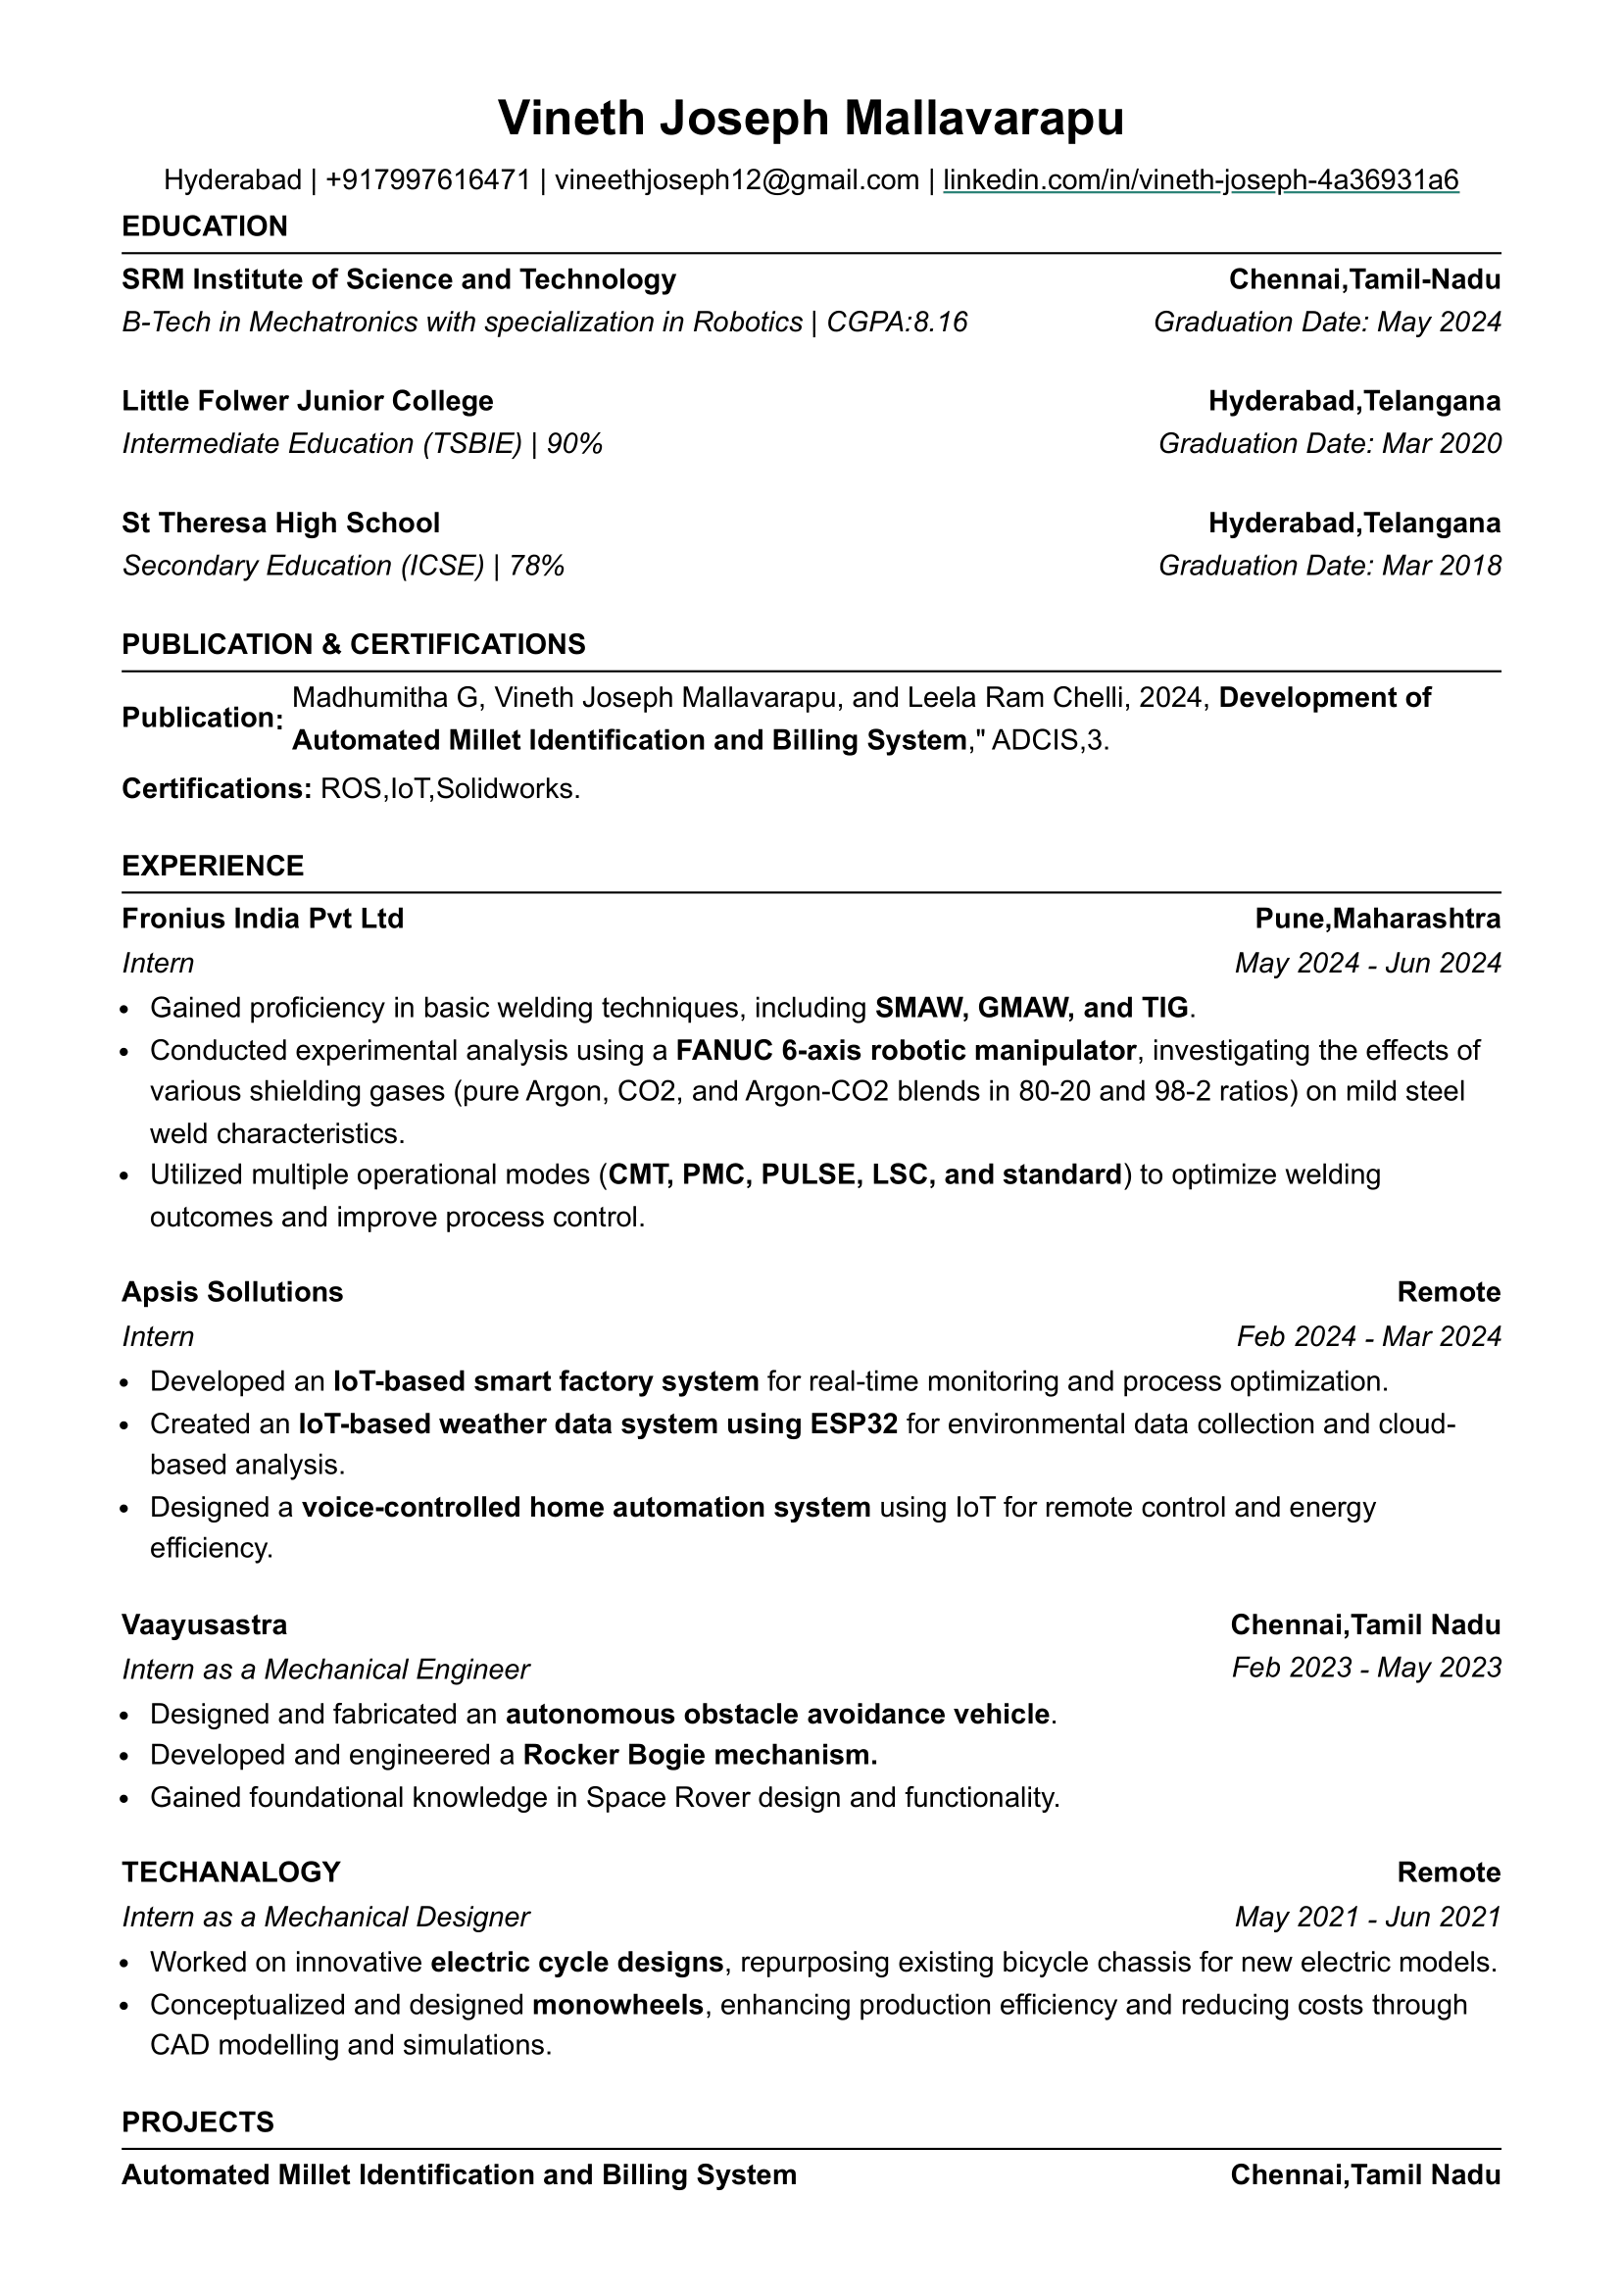 Vineth Joseph Mallavarapu
Hyderabad | +917997616471 | vineethjoseph12@gmail.com | linkedin.com/in/vineth-joseph-4a36931a6
EDUCATION
SRM Institute of Science and Technology Chennai,Tamil-Nadu
B-Tech in Mechatronics with specialization in Robotics | CGPA:8.16 Graduation Date: May 2024
Little Folwer Junior College Hyderabad,Telangana
Intermediate Education (TSBIE) | 90% Graduation Date: Mar 2020
St Theresa High School Hyderabad,Telangana
Secondary Education (ICSE) | 78% Graduation Date: Mar 2018
PUBLICATION & CERTIFICATIONS
Publication: Madhumitha G, Vineth Joseph Mallavarapu, and Leela Ram Chelli, 2024, Development of
Automated Millet Identification and Billing System," ADCIS,3.
Certifications: ROS,IoT,Solidworks.
EXPERIENCE
Fronius India Pvt Ltd Pune,Maharashtra
Intern May 2024 - Jun 2024
• Gained proficiency in basic welding techniques, including SMAW, GMAW, and TIG.
• Conducted experimental analysis using a FANUC 6-axis robotic manipulator, investigating the effects of
various shielding gases (pure Argon, CO2, and Argon-CO2 blends in 80-20 and 98-2 ratios) on mild steel
weld characteristics.
• Utilized multiple operational modes (CMT, PMC, PULSE, LSC, and standard) to optimize welding
outcomes and improve process control.
Apsis Sollutions Remote
Intern Feb 2024 - Mar 2024
• Developed an IoT-based smart factory system for real-time monitoring and process optimization.
• Created an IoT-based weather data system using ESP32 for environmental data collection and cloud-
based analysis.
• Designed a voice-controlled home automation system using IoT for remote control and energy
efficiency.
Vaayusastra Chennai,Tamil Nadu
Intern as a Mechanical Engineer Feb 2023 - May 2023
• Designed and fabricated an autonomous obstacle avoidance vehicle.
• Developed and engineered a Rocker Bogie mechanism.
• Gained foundational knowledge in Space Rover design and functionality.
TECHANALOGY Remote
Intern as a Mechanical Designer May 2021 - Jun 2021
• Worked on innovative electric cycle designs, repurposing existing bicycle chassis for new electric models.
• Conceptualized and designed monowheels, enhancing production efficiency and reducing costs through
CAD modelling and simulations.
PROJECTS
Automated Millet Identification and Billing System Chennai,Tamil Nadu